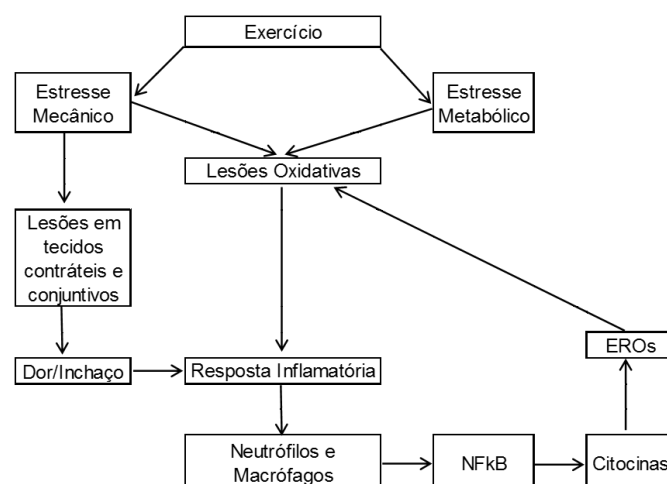 Exercício
Estresse
Mecânico
Estresse
Metabólico
Lesões Oxidativas
Lesões em
tecidos
contráteis e
conjuntivos
EROs
Dor/Inchaço
Resposta Inflamatória
Neutrófilos e
Macrófagos
NFkB
Citocinas